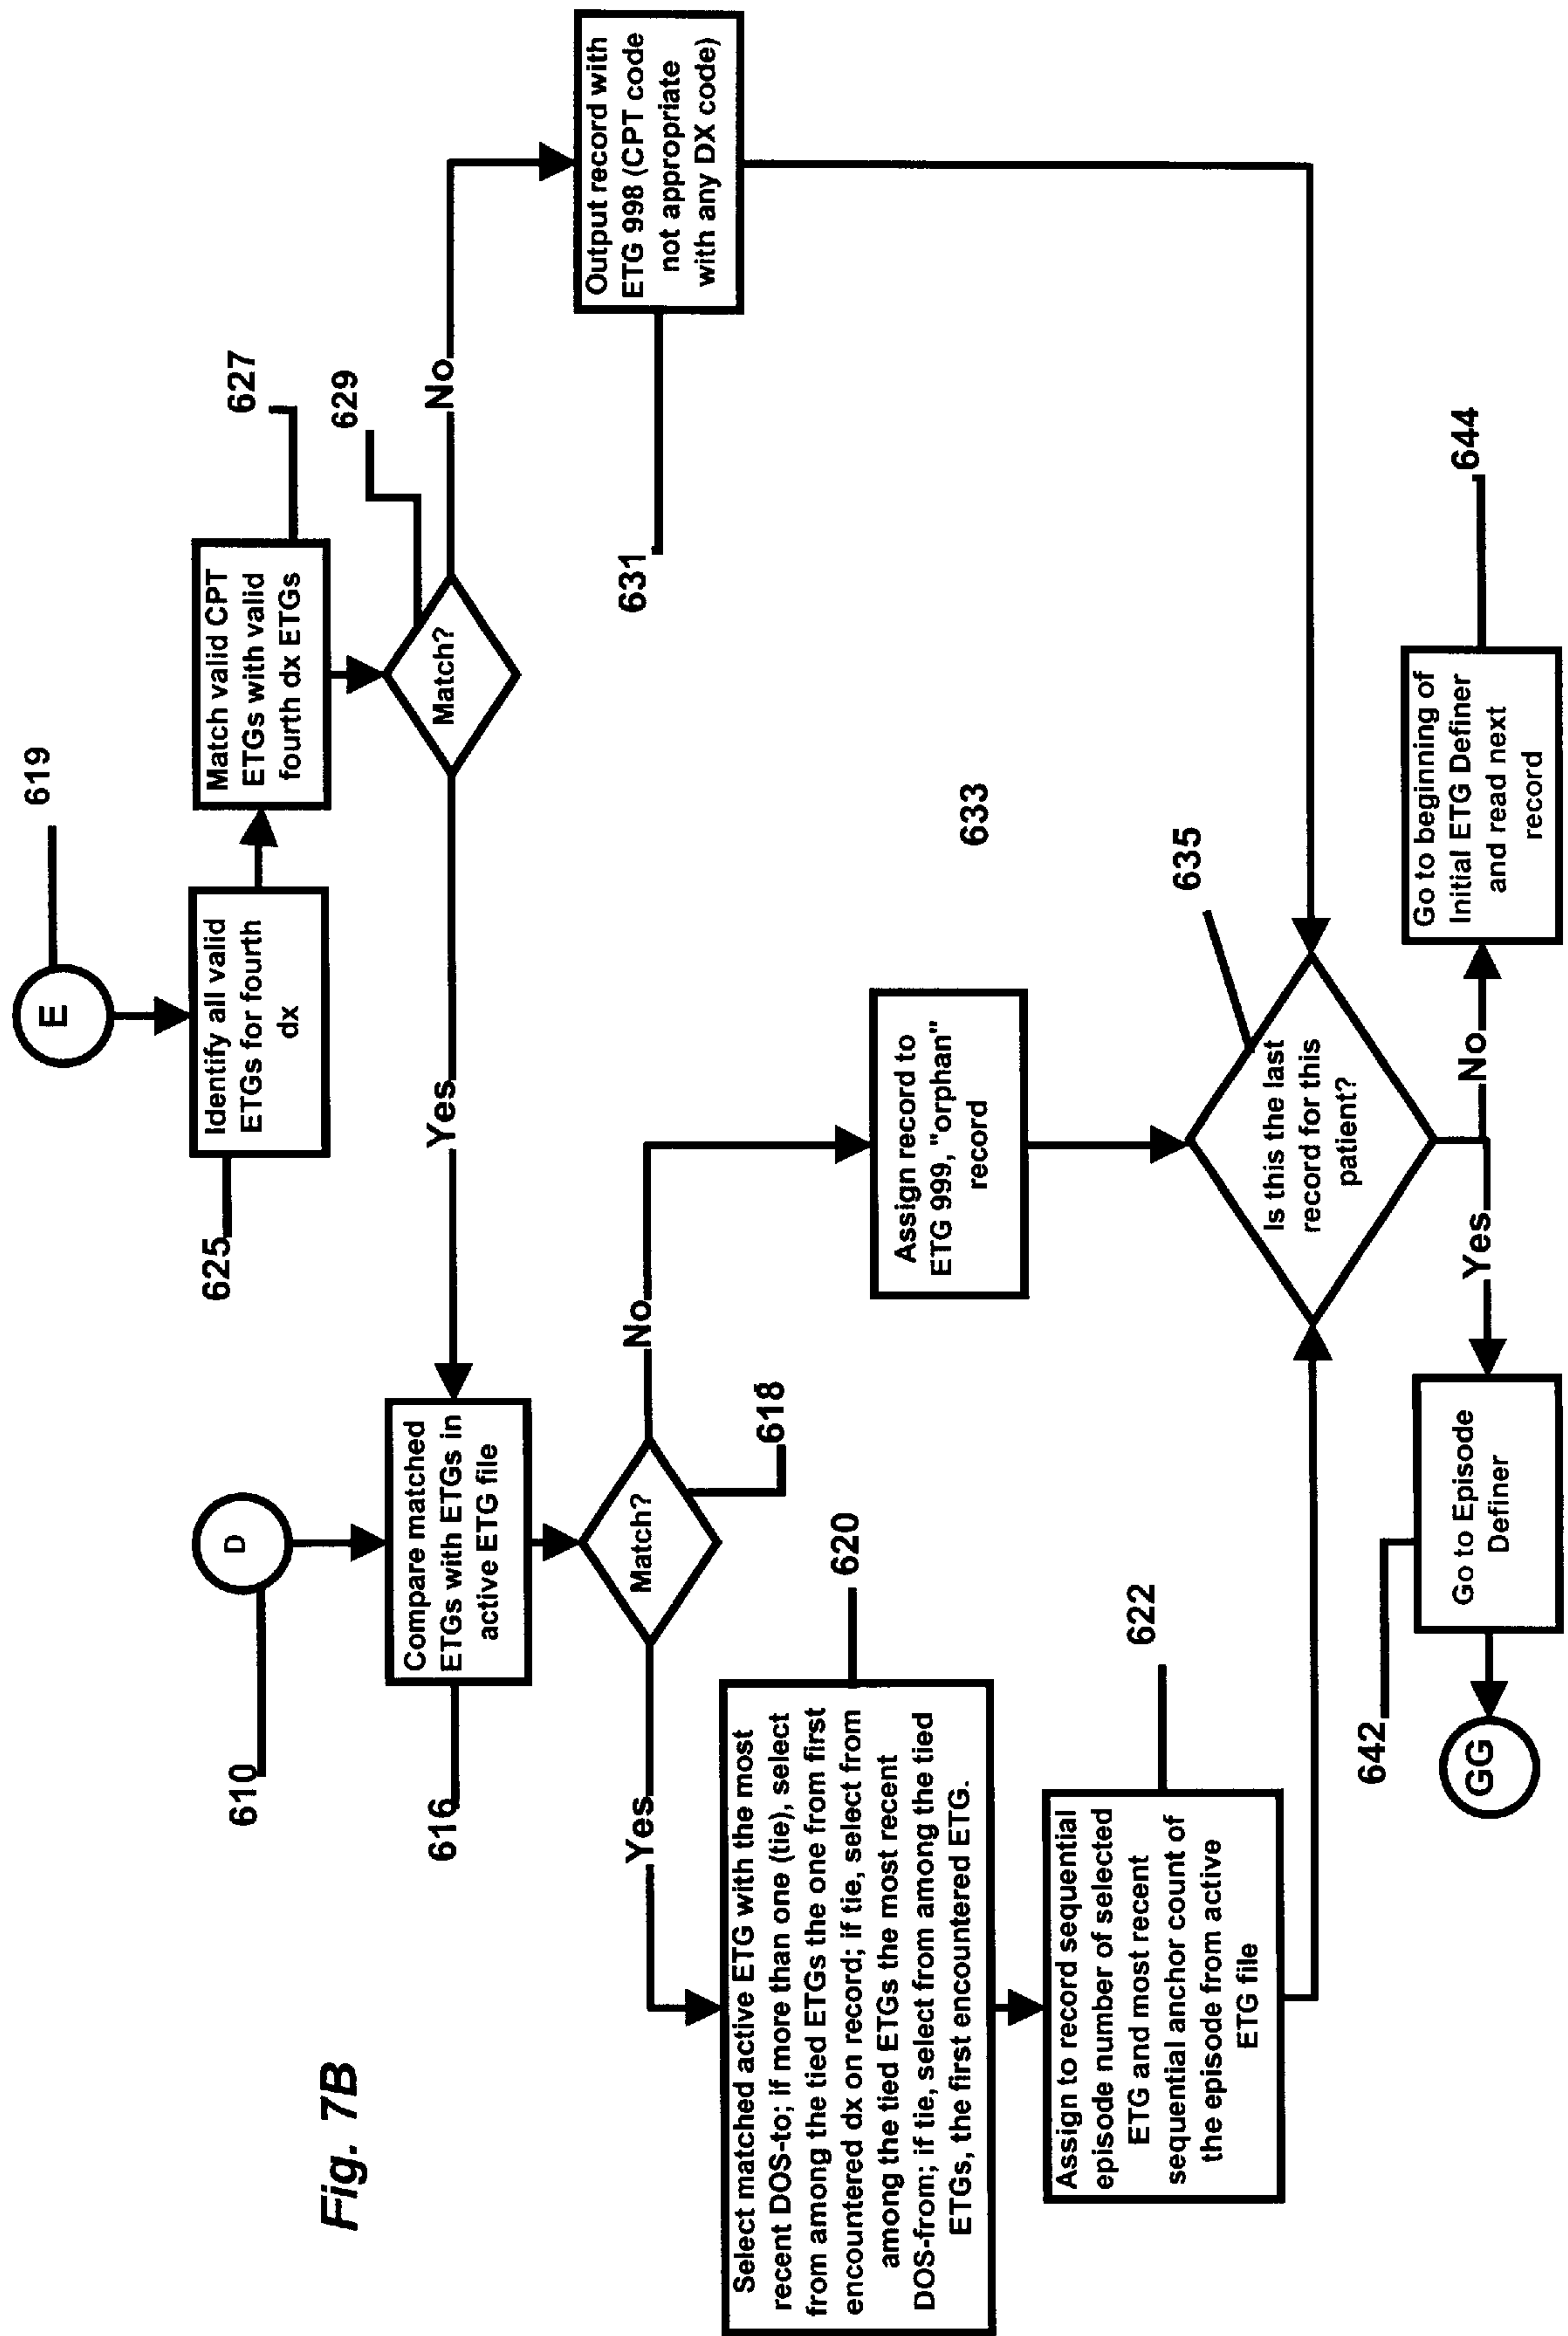 Fig. 7B
E
619
Identify all valid
ETGs for fourth
dx
625
Match valid CPT
ETGs with valid
fourth dx ETGs
627
Match?
629
No
Yes
Output record with
ETG 998 (CPT code
not appropriate
with any DX code)
631
D
610
Compare matched
ETGs with ETGs in
active ETG file
616
Match?
618
No
Yes
Assign record to
ETG 999, "orphan"
record
633
Select matched active ETG with the most
recent DOS-to; if more than one (tie), select
from among the tied ETGs the one from first
encountered dx on record; if tie, select from
among the tied ETGs the most recent
DOS-from; if tie, select from among the tied
ETGs, the first encountered ETG.
620
Assign to record sequential
episode number of selected
ETG and most recent
sequential anchor count of
the episode from active
ETG file
622
Is this the last
record for this
patient?
635
No
Yes
Go to beginning of
Initial ETG Definer
and read next
record
644
Go to Episode
Definer
642
GG